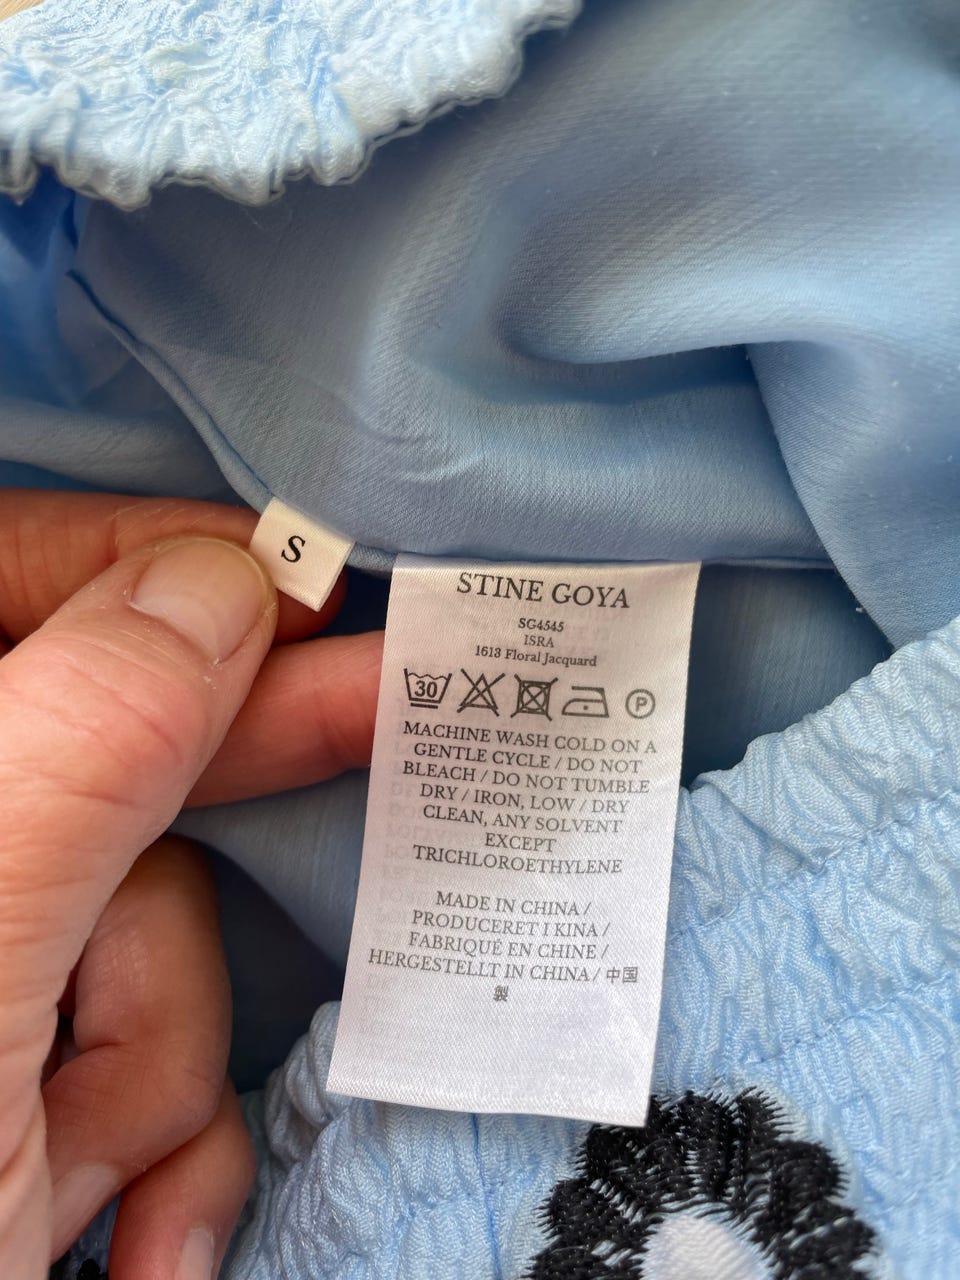 S
STINE GOYA
SG4545
ISRA
1613 Floral Jacquard
30
P
MACHINE WASH COLD ON A
GENTLE CYCLE / DO NOT
BLEACH / DO NOT TUMBLE
DRY / IRON, LOW / DRY
CLEAN, ANY SOLVENT
EXCEPT
TRICHLOROETHYLENE
MADE IN CHINA /
PRODUCERET I KINA /
FABRIQUÉ EN CHINE /
HERGESTELLT IN CHINA / 中国
製